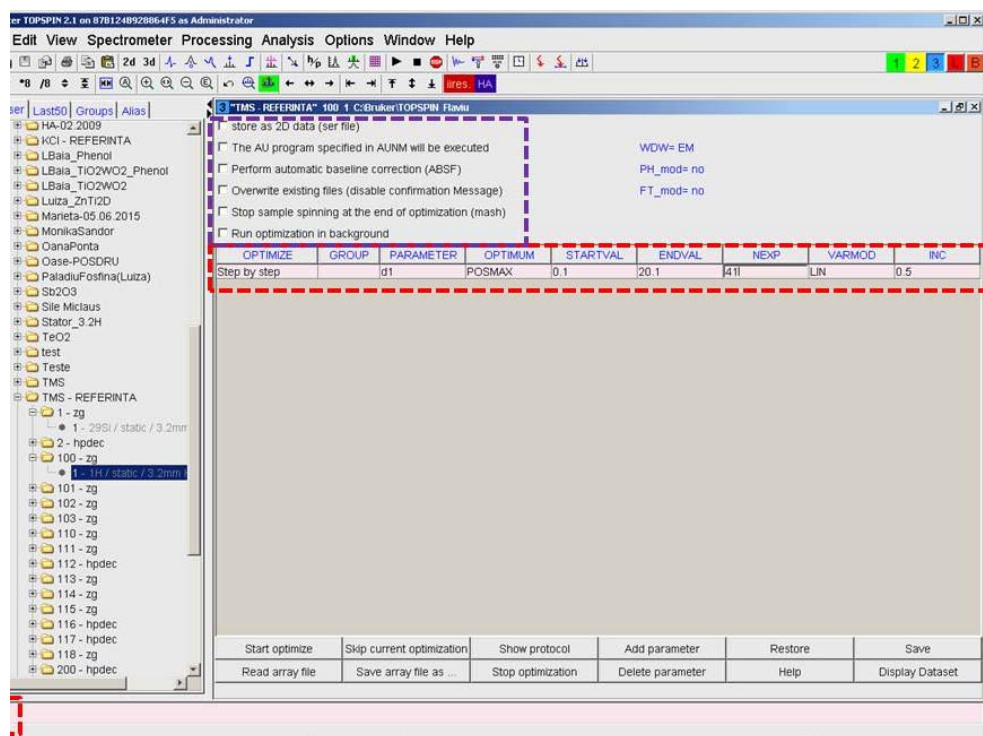 er TOPSPIN 2.1 on 87B1248928864F5 as Administrator
Edit View Spectrometer Processing Analysis Options Window Help
2d 3d
1 2 3 L B
*8 /8
iires. HA
ser Last50 Groups Alias
HA-02.2009
KCl - REFERINTA
LBaia_Phenol
LBaia_TiO2WO2_Phenol
LBaia_TiO2WO2
Luiza_ZnTi2D
Marieta-05.06.2015
MonikaSandor
OanaPonta
Oase-POSDRU
PaladiuFosfina(Luiza)
Sb2O3
Sile Miclaus
Stator_3.2H
TeO2
test
Teste
TMS
TMS - REFERINTA
1 - zg
1 - 29Si / static / 3.2mm
2 - hpdec
100 - zg
1 - 1H / static / 3.2mm
101 - zg
102 - zg
103 - zg
110 - zg
111 - zg
112 - hpdec
113 - zg
114 - zg
115 - zg
116 - hpdec
117 - hpdec
118 - zg
200 - hpdec
3 "TMS - REFERINTA" 100 1 C:\Bruker\TOPSPIN Flaviu
store as 2D data (ser file)
The AU program specified in AUNM will be executed WDW= EM
Perform automatic baseline correction (ABSF) PH_mod= no
Overwrite existing files (disable confirmation Message) FT_mod= no
Stop sample spinning at the end of optimization (mash)
Run optimization in background
OPTIMIZE GROUP PARAMETER OPTIMUM STARTVAL ENDVAL NEXP VARMOD INC
Step by step d1 POSMAX 0.1 20.1 41 LIN 0.5
Start optimize Skip current optimization Show protocol Add parameter Restore Save
Read array file Save array file as ... Stop optimization Delete parameter Help Display Dataset